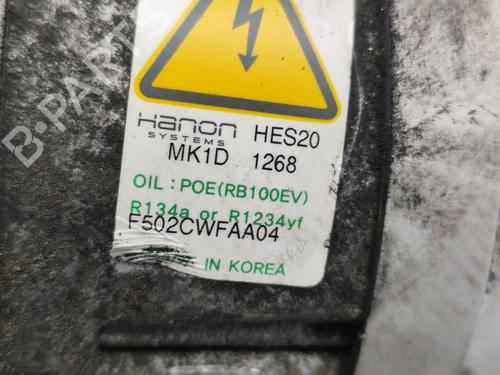 B-PARTS
Hanon
SYSTEMS
HES20
MK1D 1268
OIL : POE(RB100EV)
R134a or R1234yf
F502CWFAA04
IN KOREA